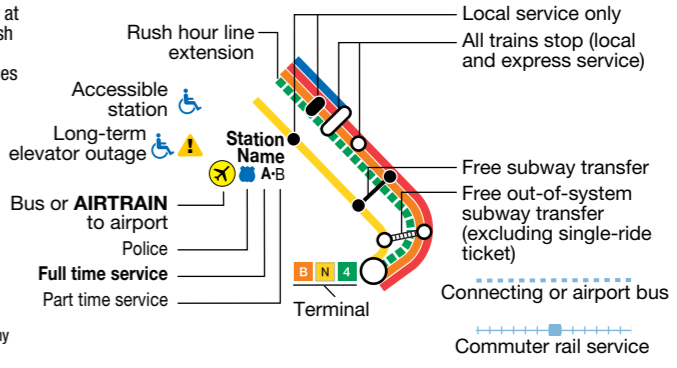 at
sh
es
Rush hour line
extension
Accessible
station
Long-term
elevator outage
Station
Name
A•B
Bus or AIRTRAIN
to airport
Police
Full time service
Part time service
ny
B N 4
Terminal
Local service only
All trains stop (local
and express service)
Free subway transfer
Free out-of-system
subway transfer
(excluding single-ride
ticket)
Connecting or airport bus
Commuter rail service